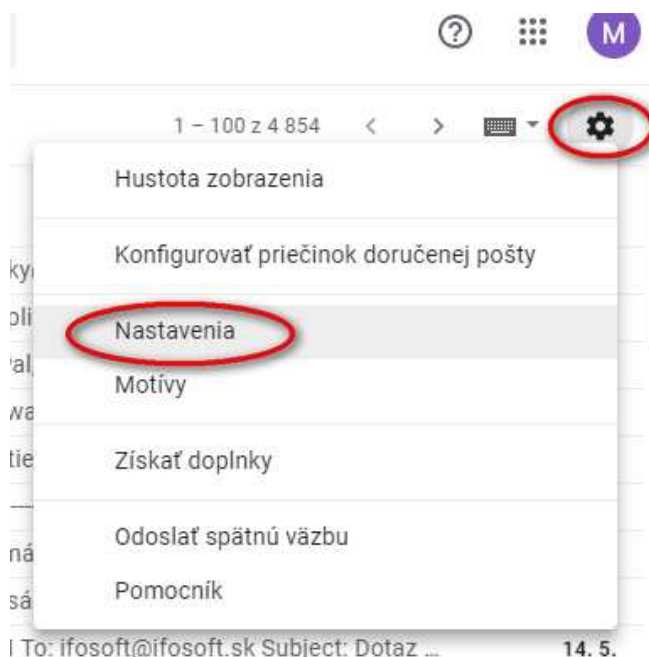 M
1 – 100 z 4 854
Hustota zobrazenia
Konfigurovať priečinok doručenej pošty
Nastavenia
Motívy
Získať doplnky
Odoslať spätnú väzbu
Pomocník
To: ifosoft@ifosoft.sk Subject: Dotaz ... 14. 5.